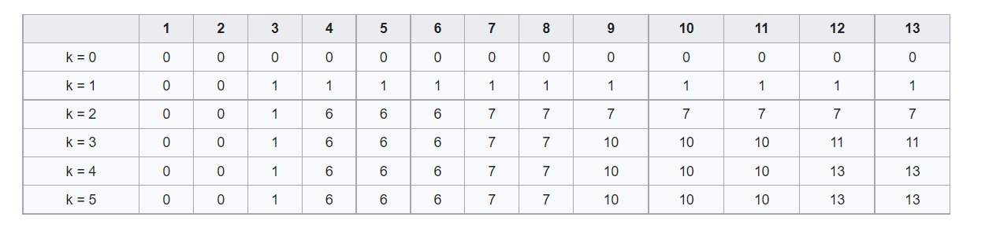 1 2 3 4 5 6 7 8 9 10 11 12 13
k = 0 0 0 0 0 0 0 0 0 0 0 0 0 0
k = 1 0 0 1 1 1 1 1 1 1 1 1 1 1
k = 2 0 0 1 6 6 6 7 7 7 7 7 7 7
k = 3 0 0 1 6 6 6 7 7 10 10 10 11 11
k = 4 0 0 1 6 6 6 7 7 10 10 10 13 13
k = 5 0 0 1 6 6 6 7 7 10 10 10 13 13